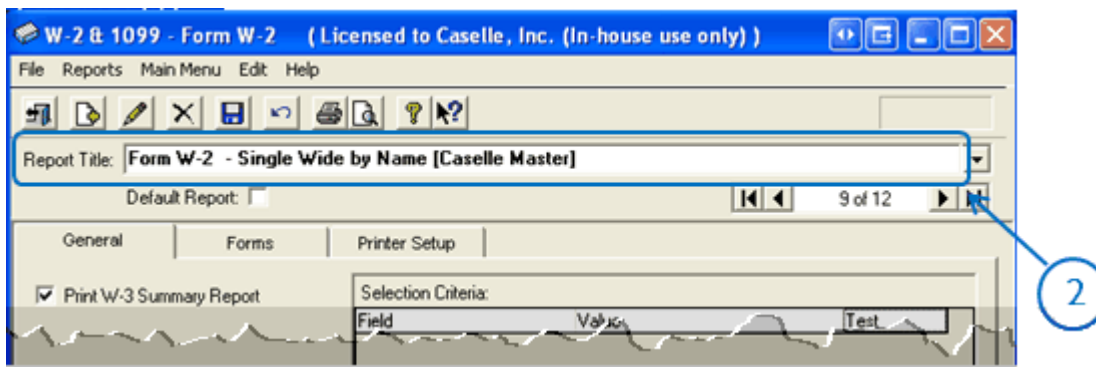 W-2 & 1099 - Form W-2 (Licensed to Caselle, Inc. (In-house use only) )
File Reports Main Menu Edit Help
Report Title: Form W-2 - Single Wide by Name [Caselle Master]
Default Report: 9 of 12
General Forms Printer Setup
2
Print W-3 Summary Report Selection Criteria:
Field Value Test